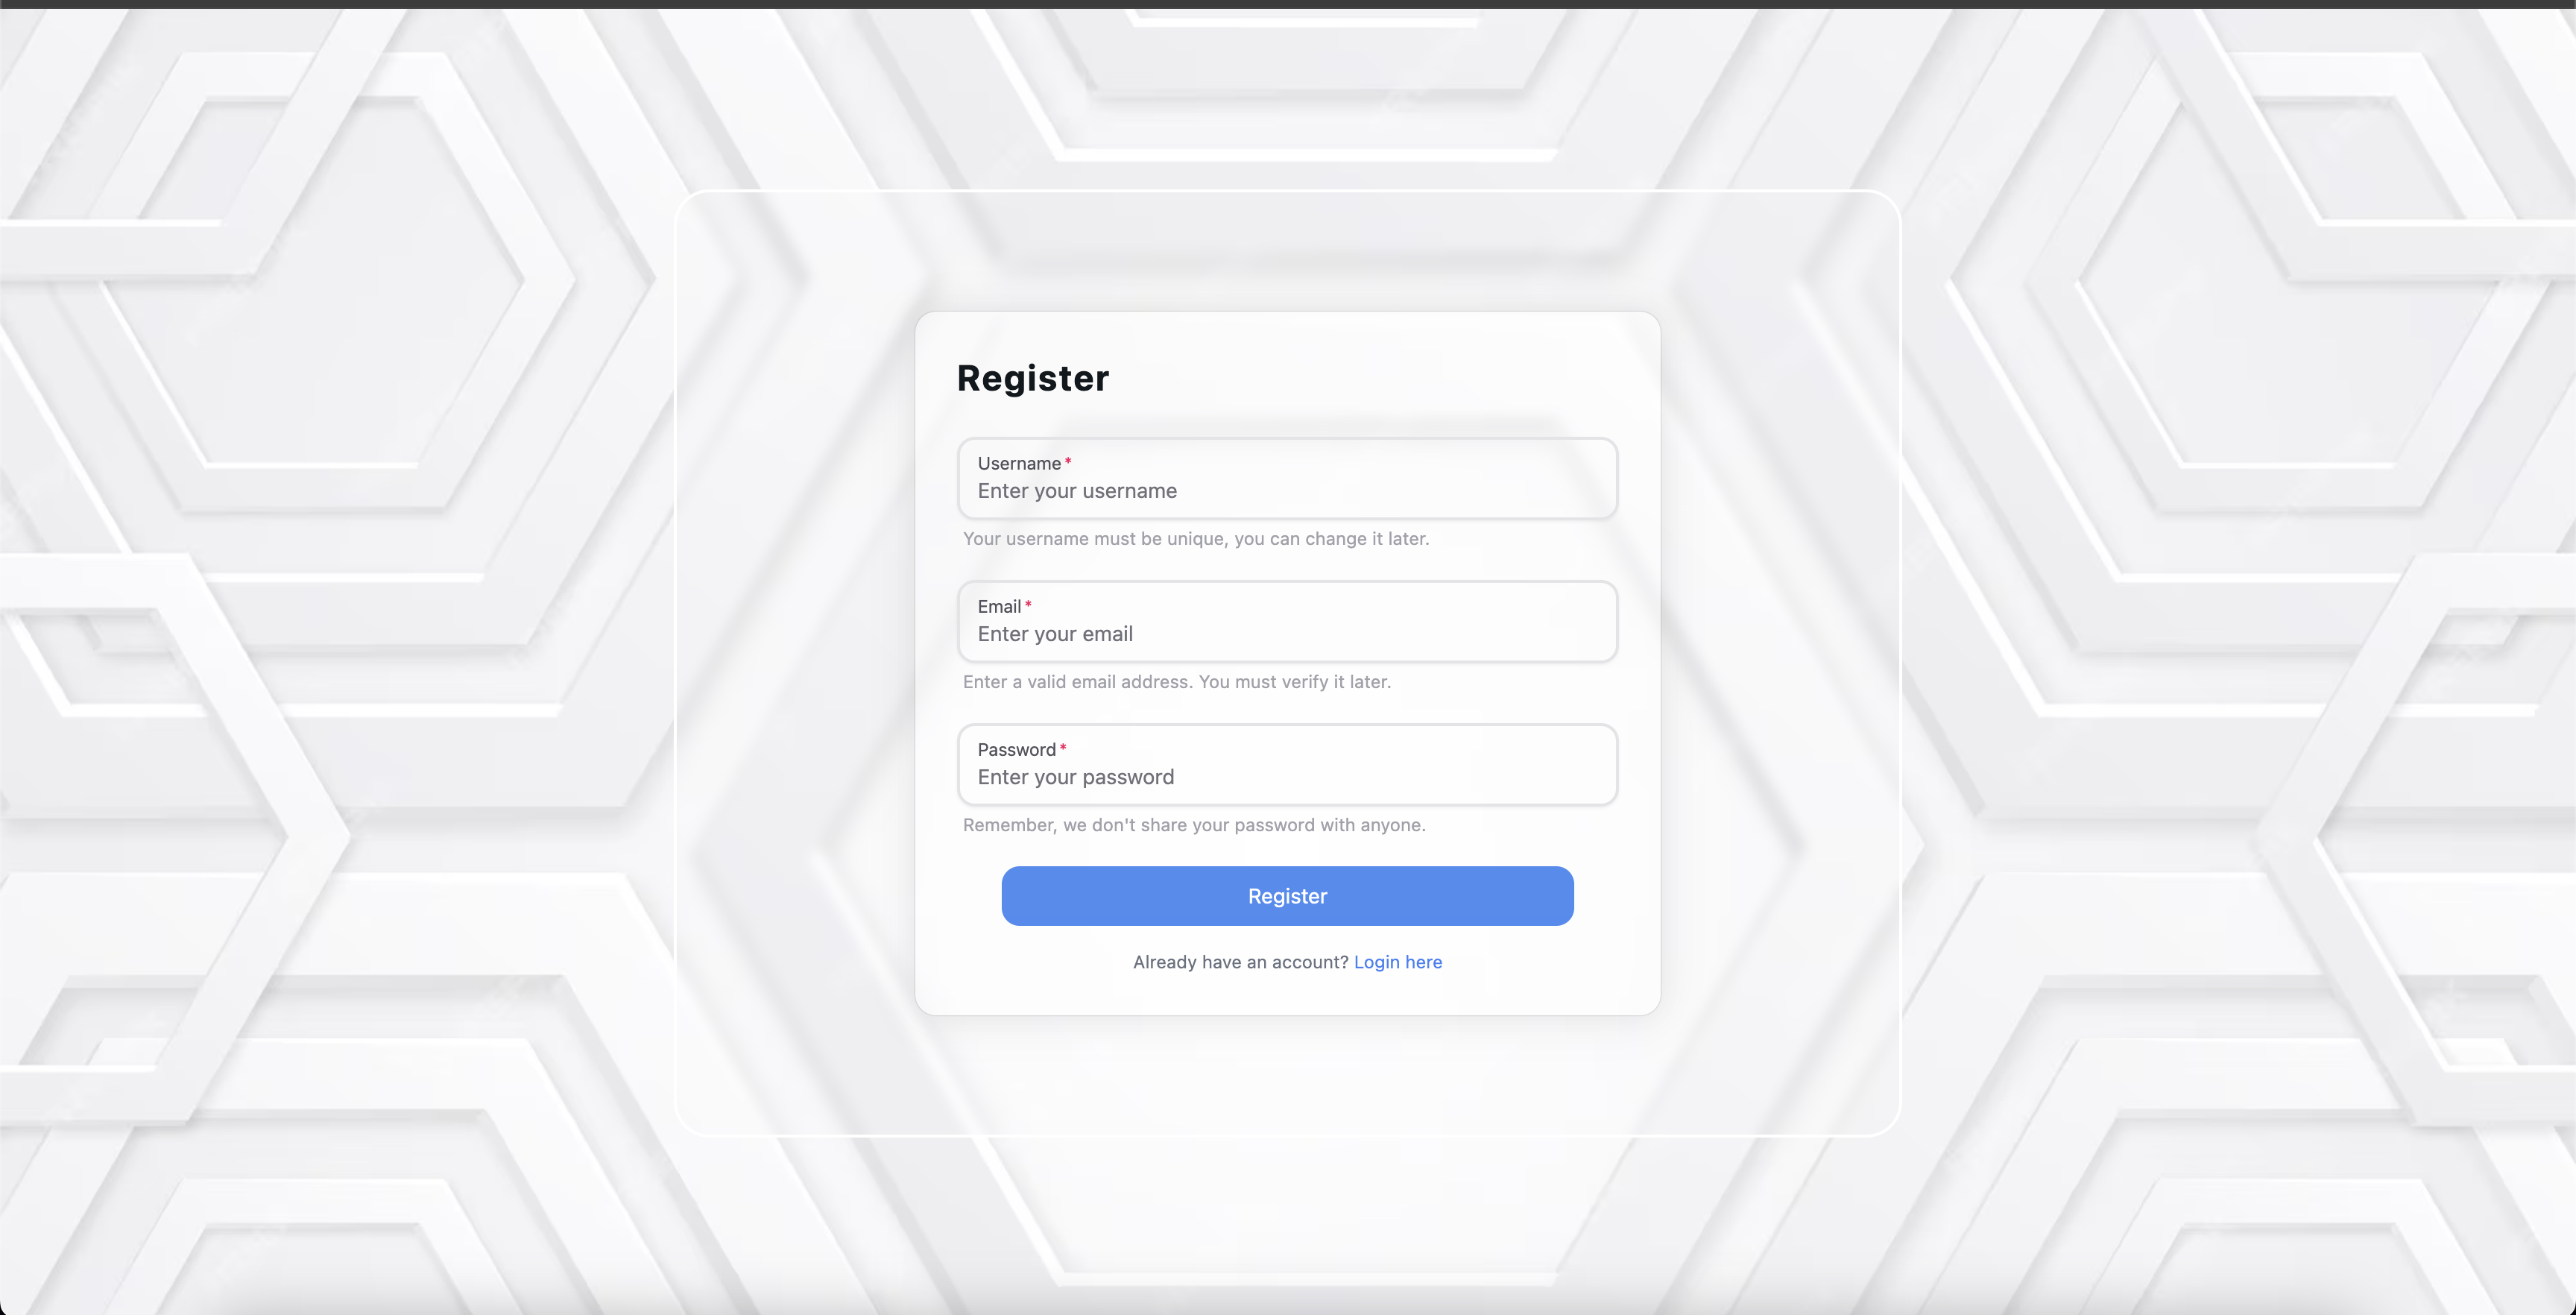 Register
Username*
Enter your username
Your username must be unique, you can change it later.
Email*
Enter your email
Enter a valid email address. You must verify it later.
Password*
Enter your password
Remember, we don't share your password with anyone.
Register
Already have an account? Login here